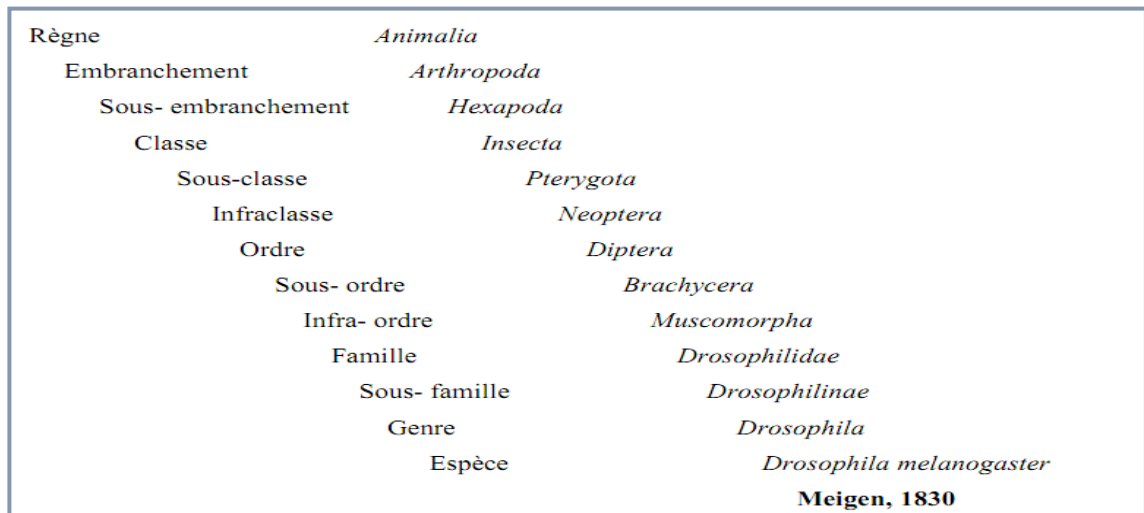 Règne Animalia
Embranchement Arthropoda
Sous- embranchement Hexapoda
Classe Insecta
Sous-classe Pterygota
Infraclasse Neoptera
Ordre Diptera
Sous- ordre Brachycera
Infra- ordre Muscomorpha
Famille Drosophilidae
Sous- famille Drosophilinae
Genre Drosophila
Espèce Drosophila melanogaster
Meigen, 1830